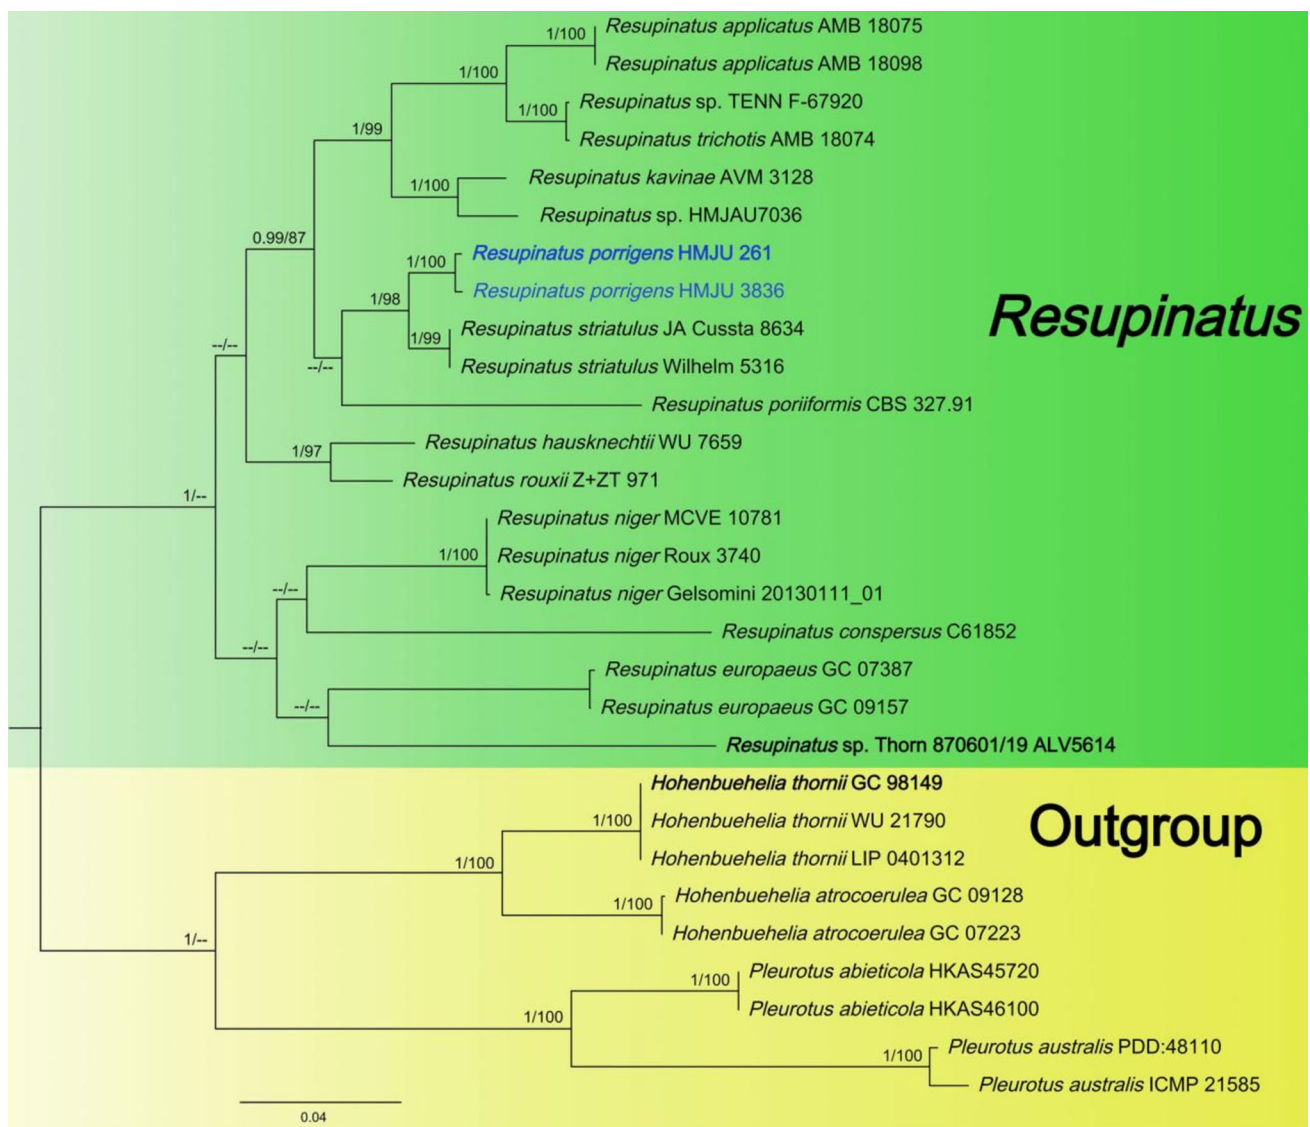 1/100
Resupinatus applicatus AMB 18075
Resupinatus applicatus AMB 18098
1/100
1/100
Resupinatus sp. TENN F-67920
Resupinatus trichotis AMB 18074
1/99
1/100
Resupinatus kavinae AVM 3128
Resupinatus sp. HMJAU7036
0.99/87
1/100
Resupinatus porrigens HMJU 261
Resupinatus porrigens HMJU 3836
1/98
1/99
Resupinatus striatulus JA Cussta 8634
Resupinatus striatulus Wilhelm 5316
--/--
--/--
Resupinatus poriiformis CBS 327.91
Resupinatus
1/97
Resupinatus hausknechtii WU 7659
Resupinatus rouxii Z+ZT 971
1/--
Resupinatus niger MCVE 10781
1/100
Resupinatus niger Roux 3740
Resupinatus niger Gelsomini 20130111_01
--/--
Resupinatus conspersus C61852
--/--
Resupinatus europaeus GC 07387
Resupinatus europaeus GC 09157
--/--
Resupinatus sp. Thorn 870601/19 ALV5614
Hohenbuehelia thornii GC 98149
1/100
Hohenbuehelia thornii WU 21790
Hohenbuehelia thornii LIP 0401312
Outgroup
1/100
1/100
Hohenbuehelia atrocoerulea GC 09128
Hohenbuehelia atrocoerulea GC 07223
1/--
1/100
Pleurotus abieticola HKAS45720
Pleurotus abieticola HKAS46100
1/100
1/100
Pleurotus australis PDD:48110
Pleurotus australis ICMP 21585
0.04